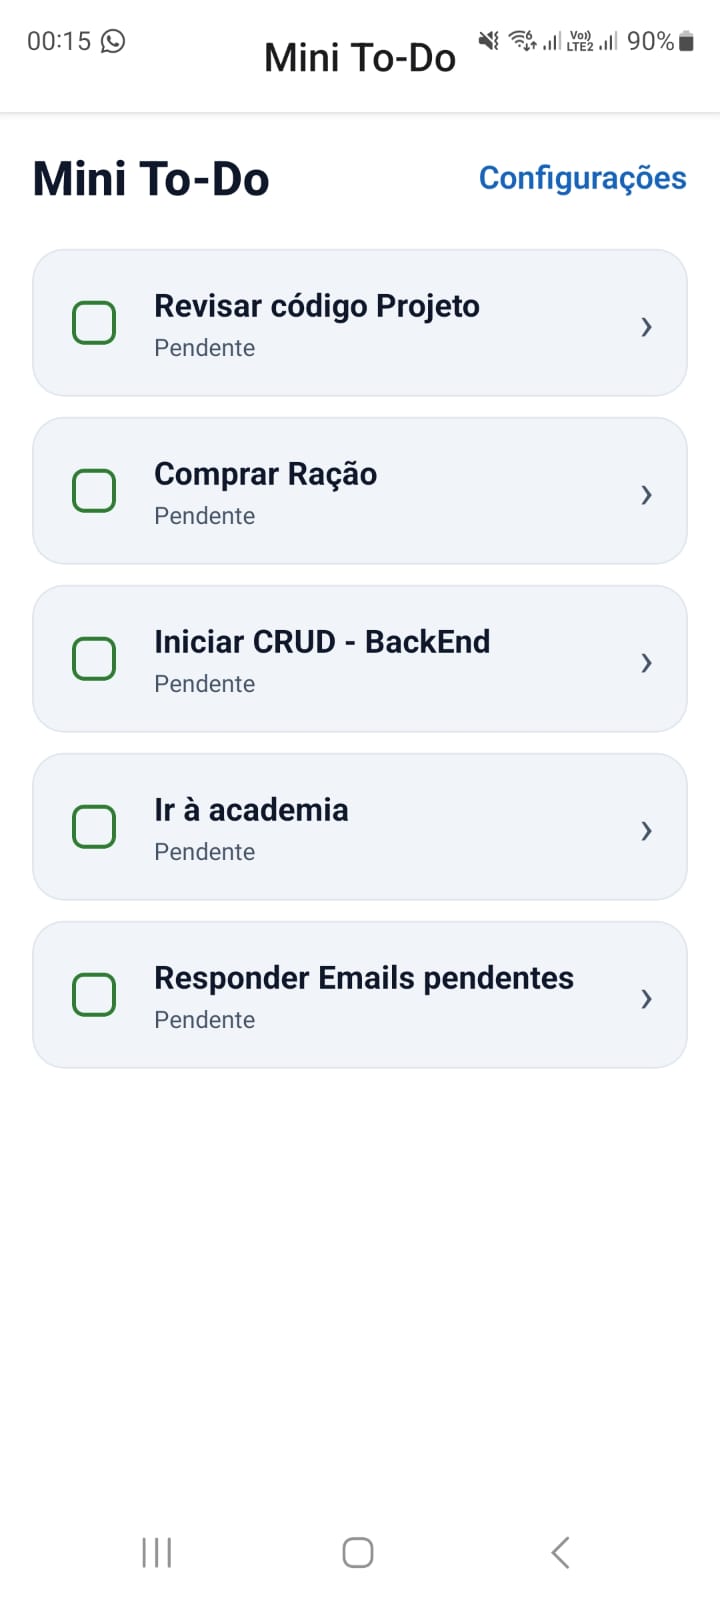 00:15
Mini To-Do
Vo)) LTE2 90%
Mini To-Do
Configurações
Revisar código Projeto
Pendente
Comprar Ração
Pendente
Iniciar CRUD - BackEnd
Pendente
Ir à academia
Pendente
Responder Emails pendentes
Pendente